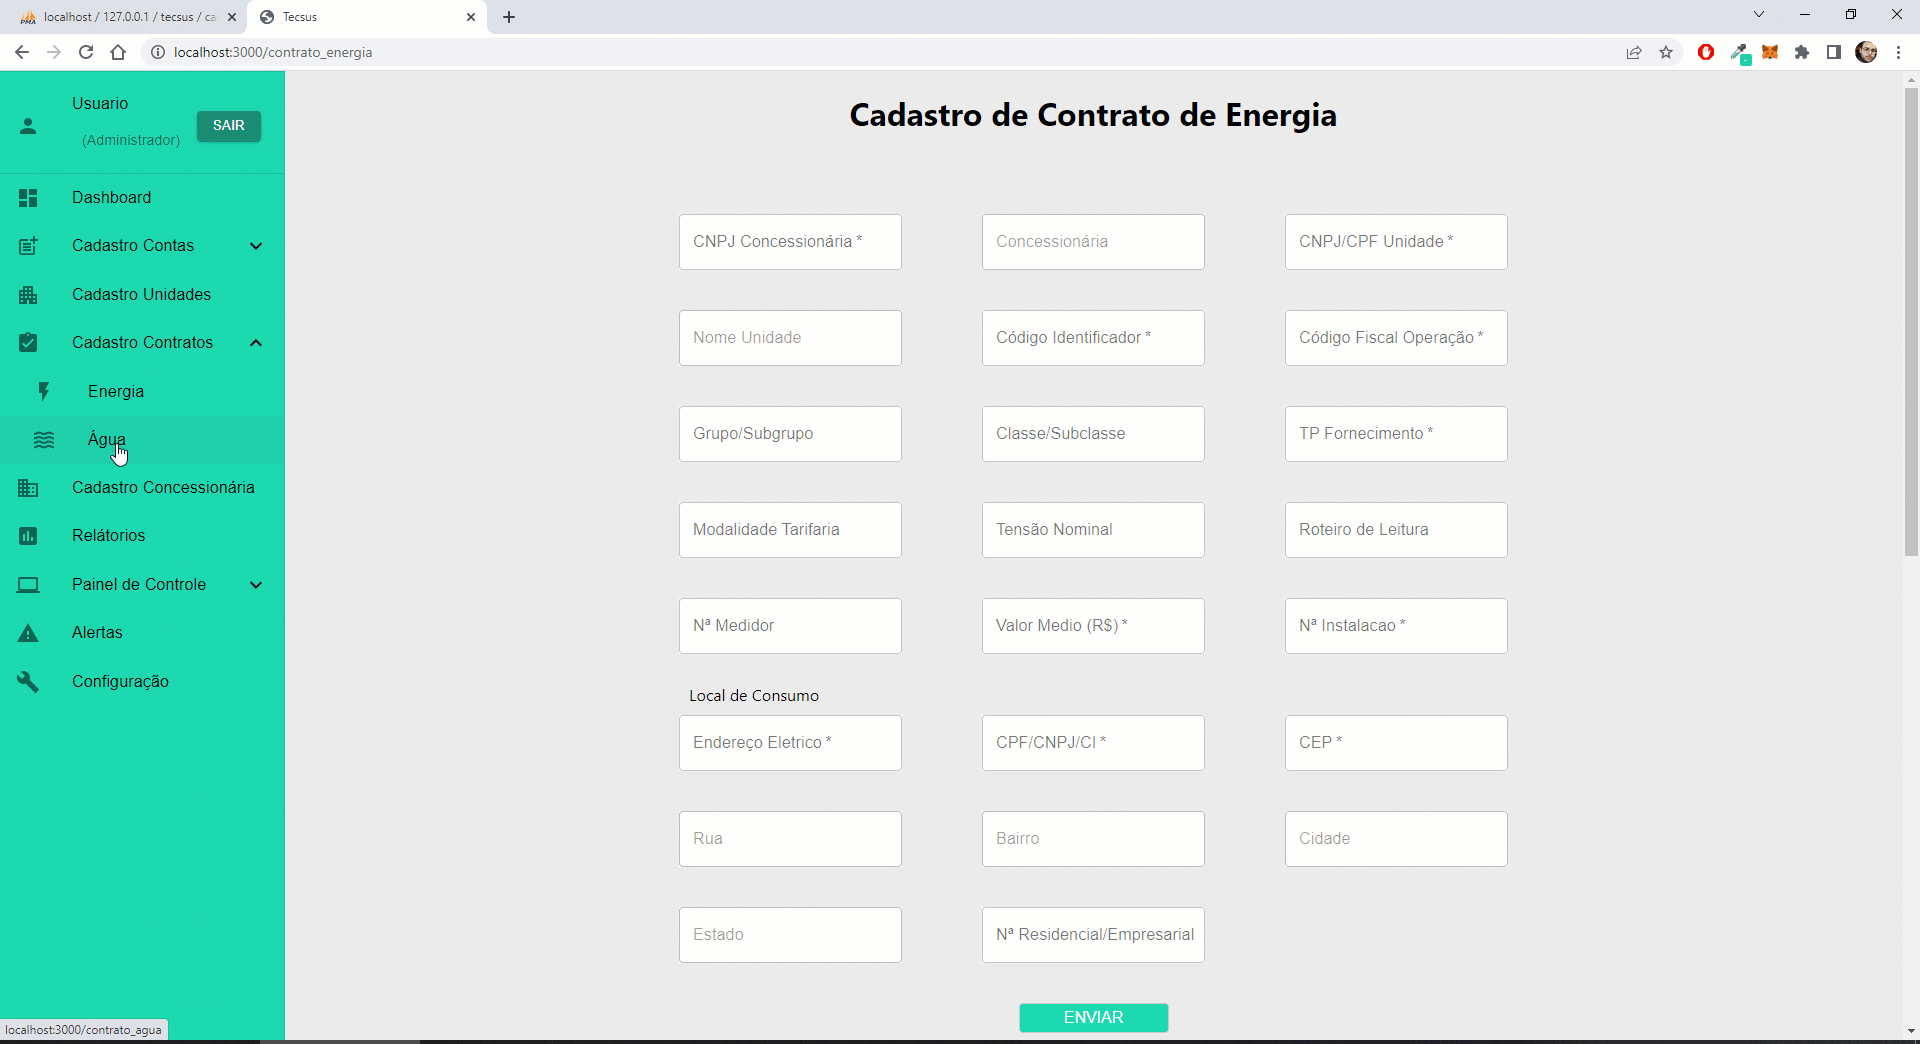 localhost / 127.0.0.1 / tecsus / ca
Tecsus
localhost:3000/contrato_energia
Usuario
(Administrador)
SAIR
Dashboard
Cadastro Contas
Cadastro Unidades
Cadastro Contratos
Energia
Água
Cadastro Concessionária
Relátorios
Painel de Controle
Alertas
Configuração
localhost:3000/contrato_agua
Cadastro de Contrato de Energia
CNPJ Concessionária * Concessionária CNPJ/CPF Unidade *
Nome Unidade Código Identificador * Código Fiscal Operação *
Grupo/Subgrupo Classe/Subclasse TP Fornecimento *
Modalidade Tarifaria Tensão Nominal Roteiro de Leitura
Nª Medidor Valor Medio (R$) * Nª Instalacao *
Local de Consumo
Endereço Eletrico * CPF/CNPJ/CI * CEP *
Rua Bairro Cidade
Estado Nª Residencial/Empresarial
ENVIAR